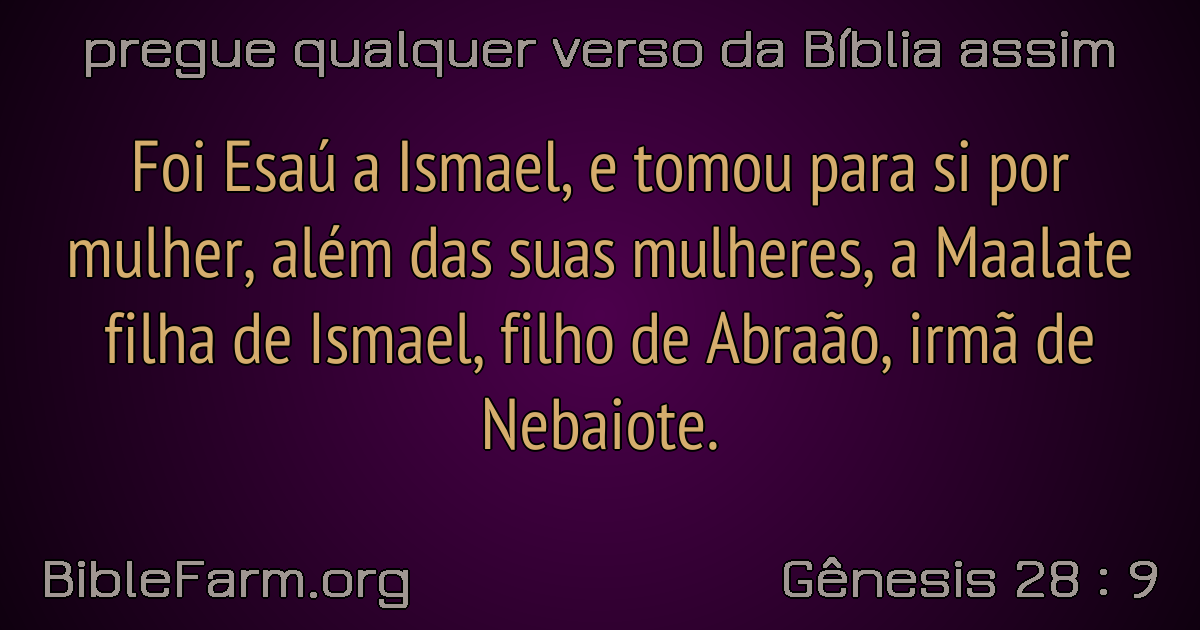 pregue qualquer verso da Bíblia assim
Foi Esaú a Ismael, e tomou para si por
mulher, além das suas mulheres, a Maalate
filha de Ismael, filho de Abraão, irmã de
Nebaiote.
BibleFarm.org
Gênesis 28 : 9